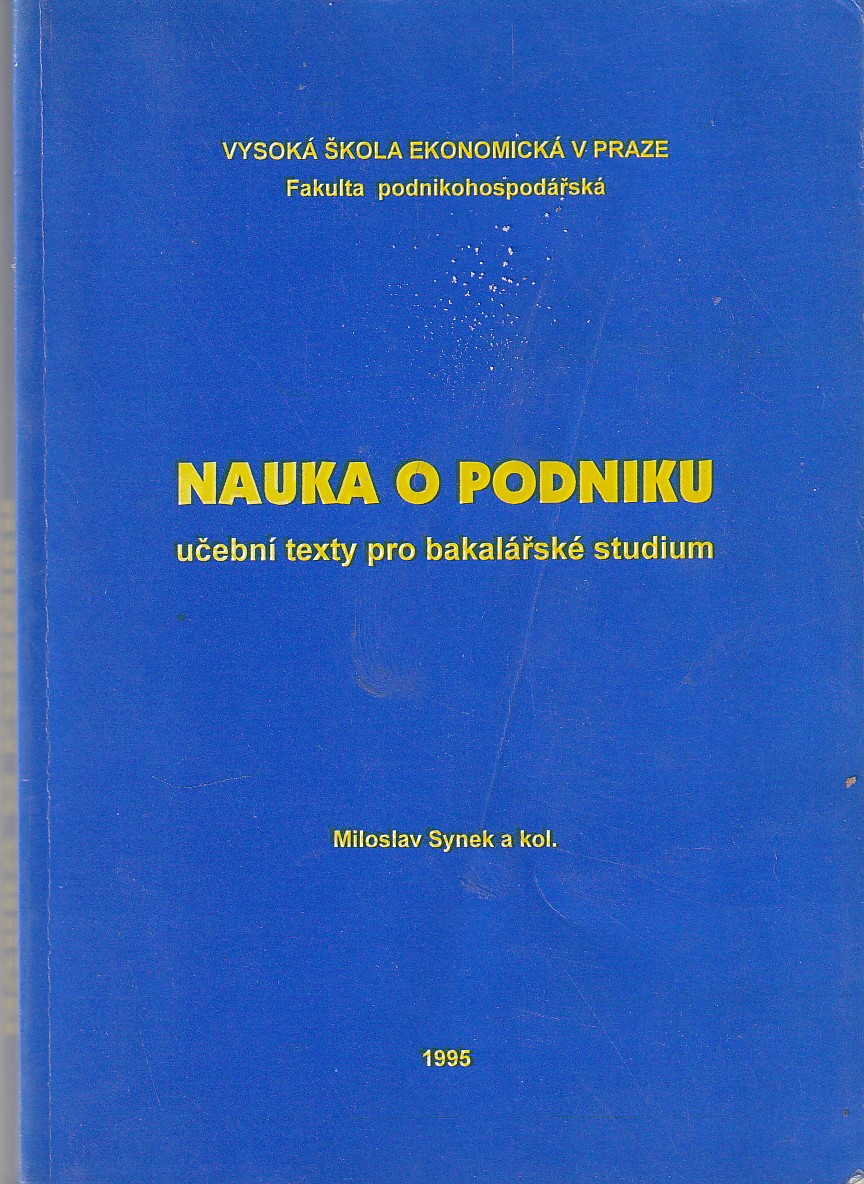 VYSOKÁ ŠKOLA EKONOMICKÁ V PRAZE
Fakulta podnikohospodářská
NAUKA O PODNIKU
učební texty pro bakalářské studium
Miloslav Synek a kol.
1995